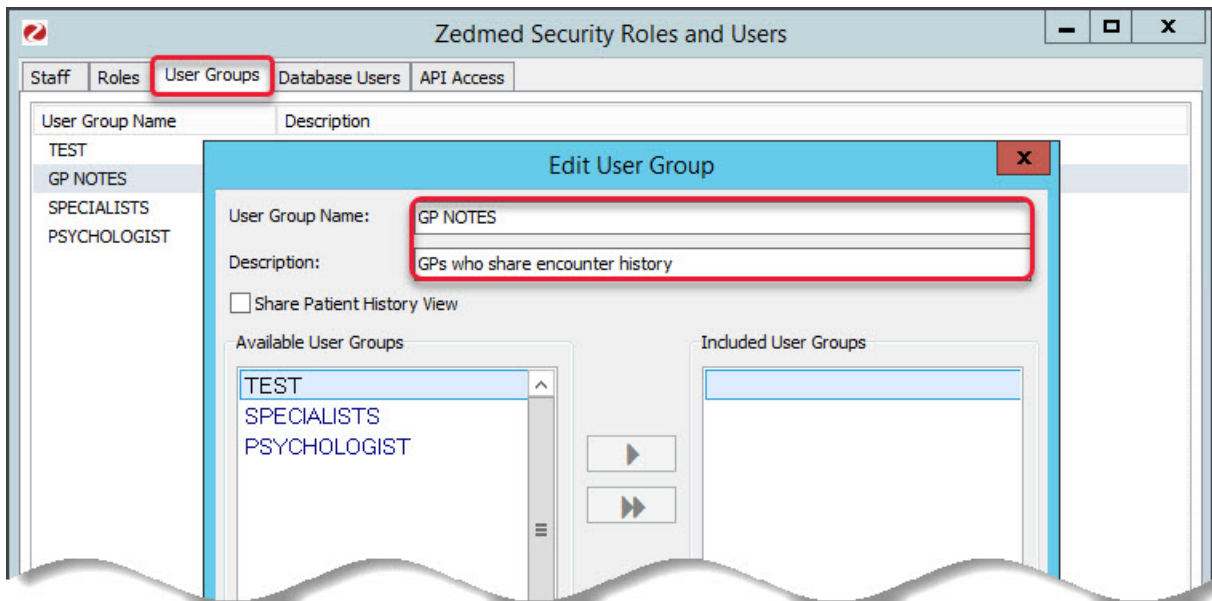 Zedmed Security Roles and Users
Staff Roles User Groups Database Users API Access
User Group Name Description
TEST
GP NOTES
SPECIALISTS
PSYCHOLOGIST
Edit User Group
User Group Name: GP NOTES
Description: GPs who share encounter history
Share Patient History View
Available User Groups Included User Groups
TEST
SPECIALISTS
PSYCHOLOGIST